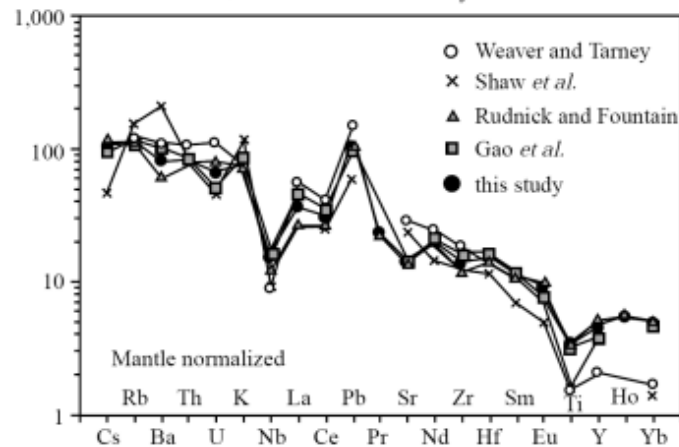 1,000
Weaver and Tarney
Shaw et al.
Rudnick and Fountain
100
Gao et al.
this study
10
Mantle normalized
Rb Th K La Pb Sr Zr Sm Ti Ho
1
Cs Ba U Nb Ce Pr Nd Hf Eu Y Yb